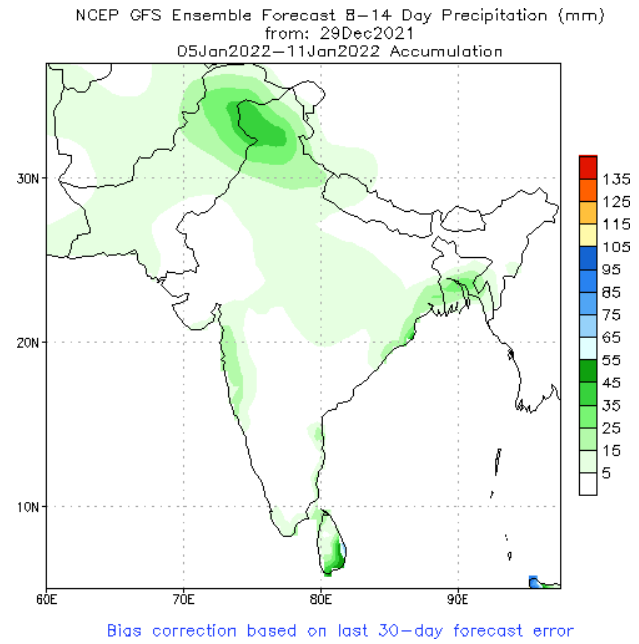 NCEP GFS Ensemble Forecast 8-14 Day Precipitation (mm)
from: 29Dec2021
05Jan2022-11Jan2022 Accumulation
30N
20N
10N
60E
70E
80E
90E
135
125
115
105
95
85
75
65
55
45
35
25
15
5
Bias correction based on last 30-day forecast error